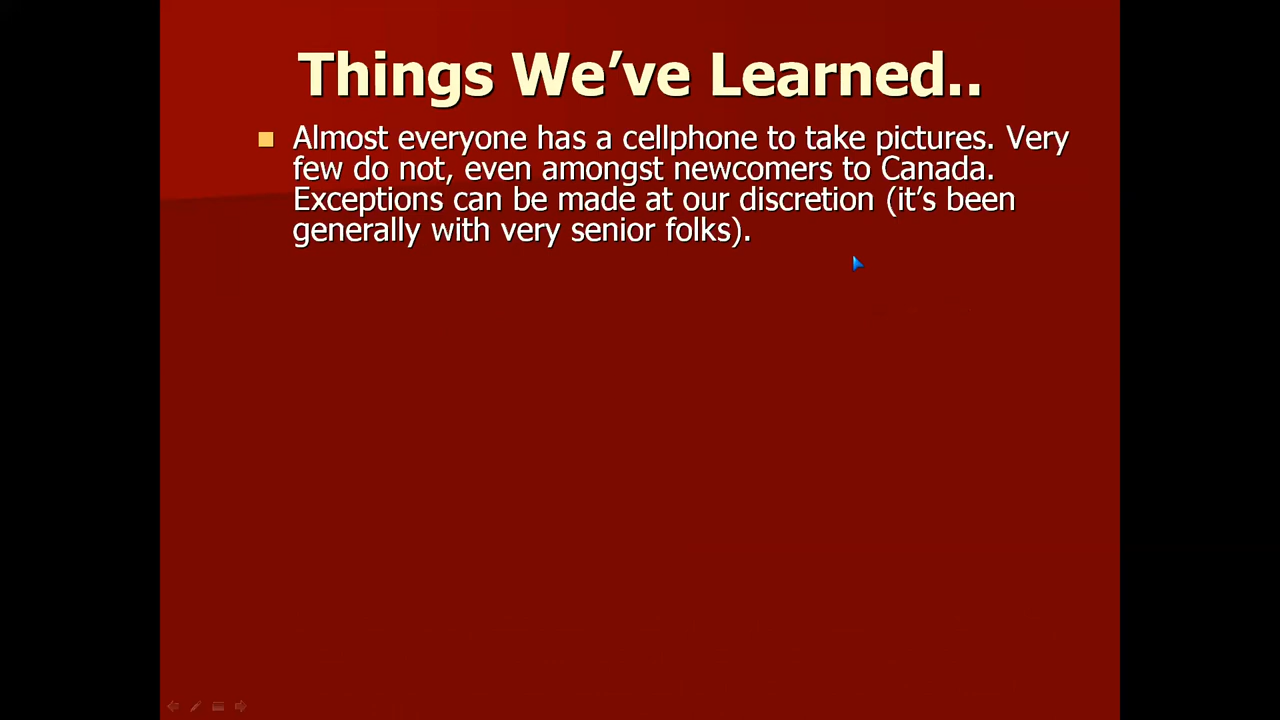 Things We’ve Learned..
Almost everyone has a cellphone to take pictures. Very
few do not, even amongst newcomers to Canada.
Exceptions can be made at our discretion (it’s been
generally with very senior folks).